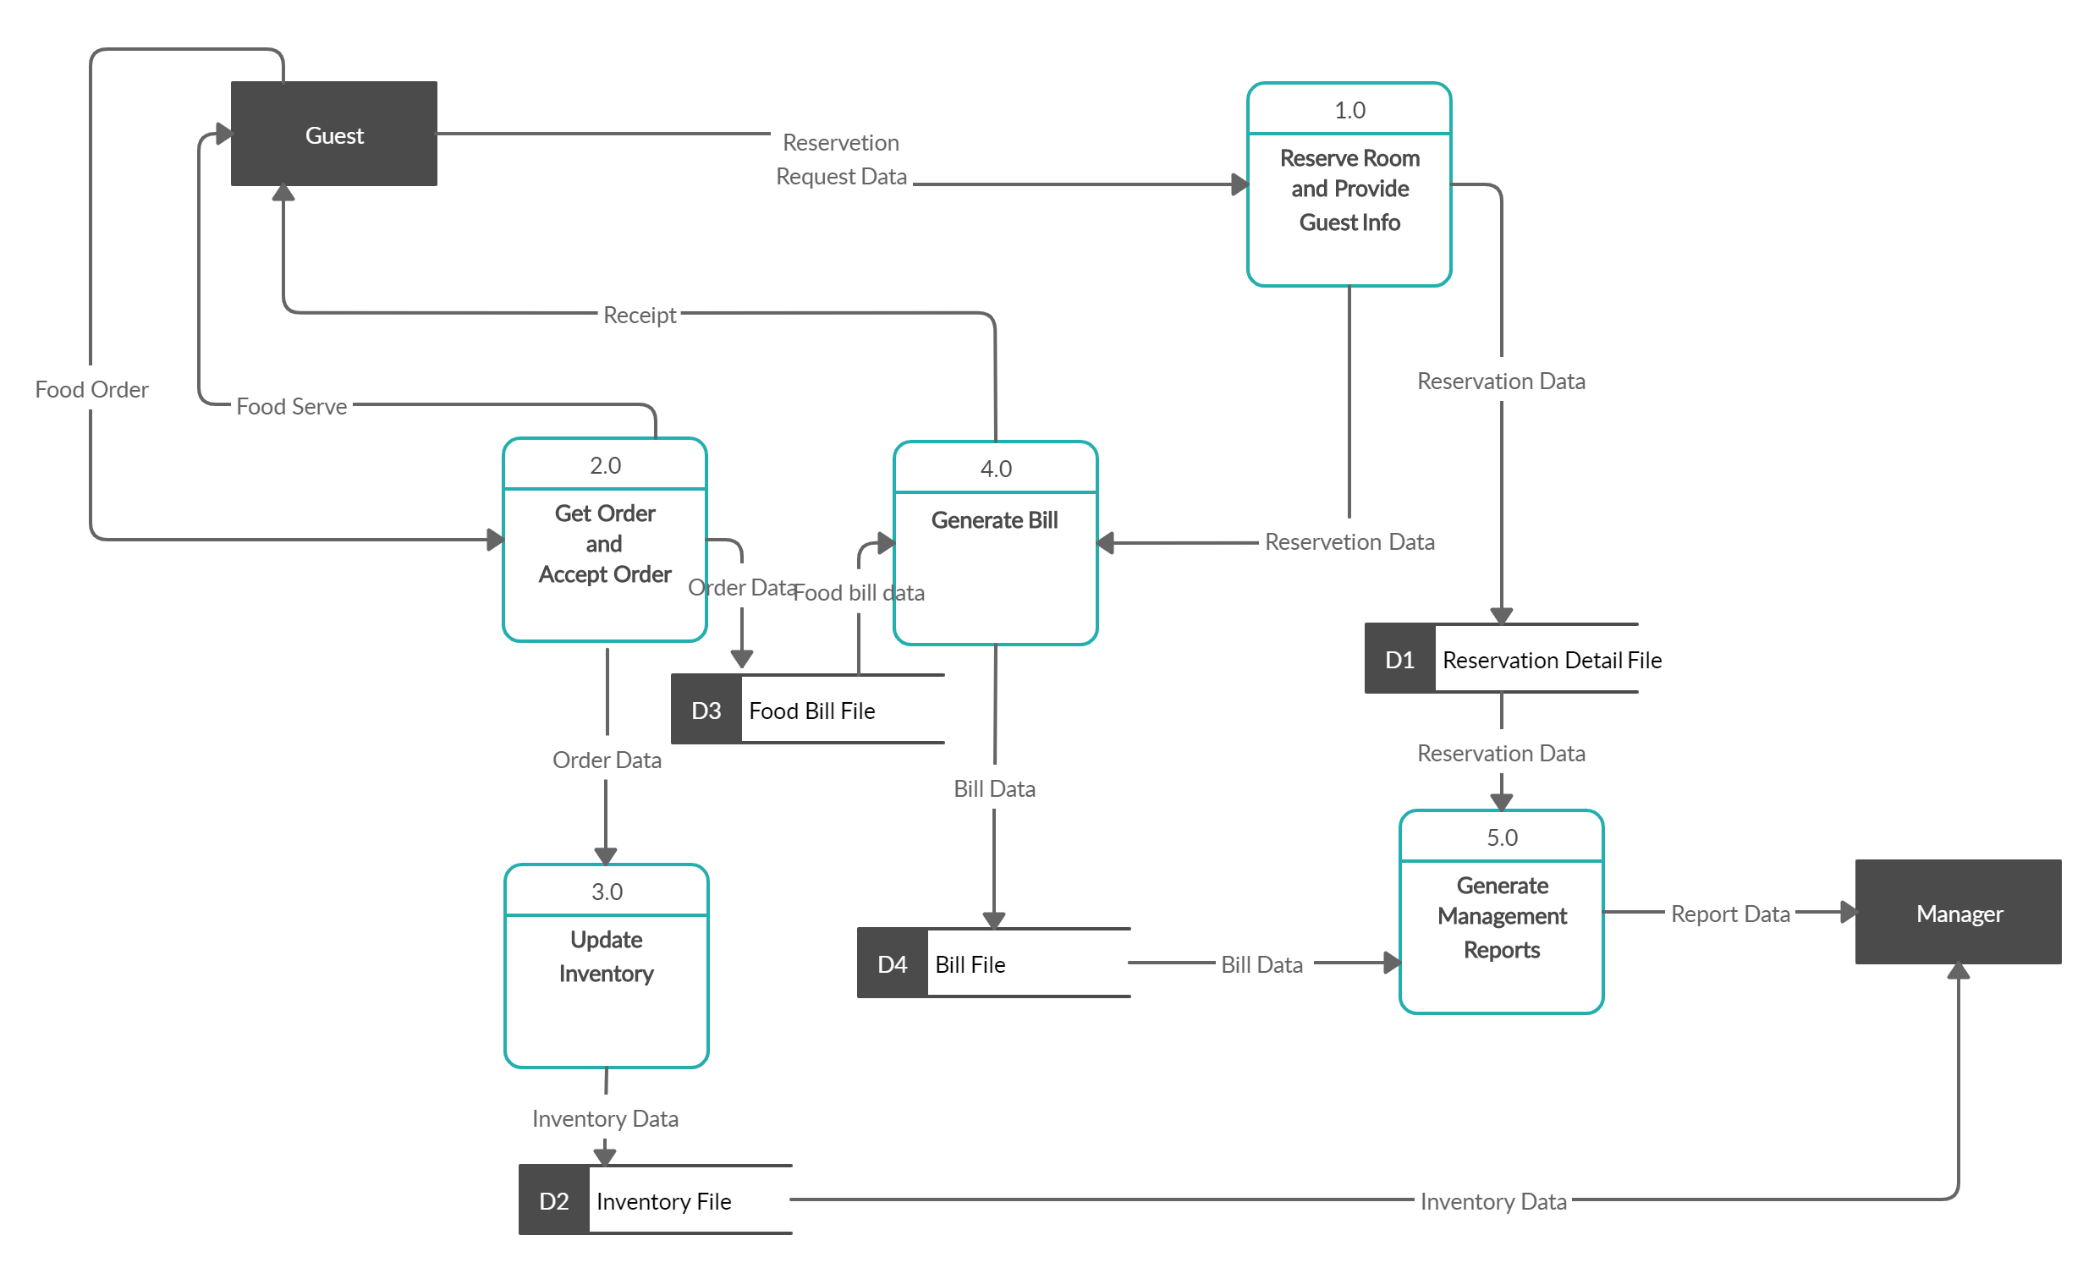 Guest
Reservetion
Request Data
1.0
Reserve Room
and Provide
Guest Info
Receipt
Food Order
Food Serve
Reservation Data
2.0
Get Order
and
Accept Order
4.0
Generate Bill
Reservetion Data
Order Data
Food bill data
D1
Reservation Detail File
D3
Food Bill File
Order Data
Bill Data
Reservation Data
3.0
Update
Inventory
5.0
Generate
Management
Reports
Report Data
Manager
D4
Bill File
Bill Data
Inventory Data
D2
Inventory File
Inventory Data